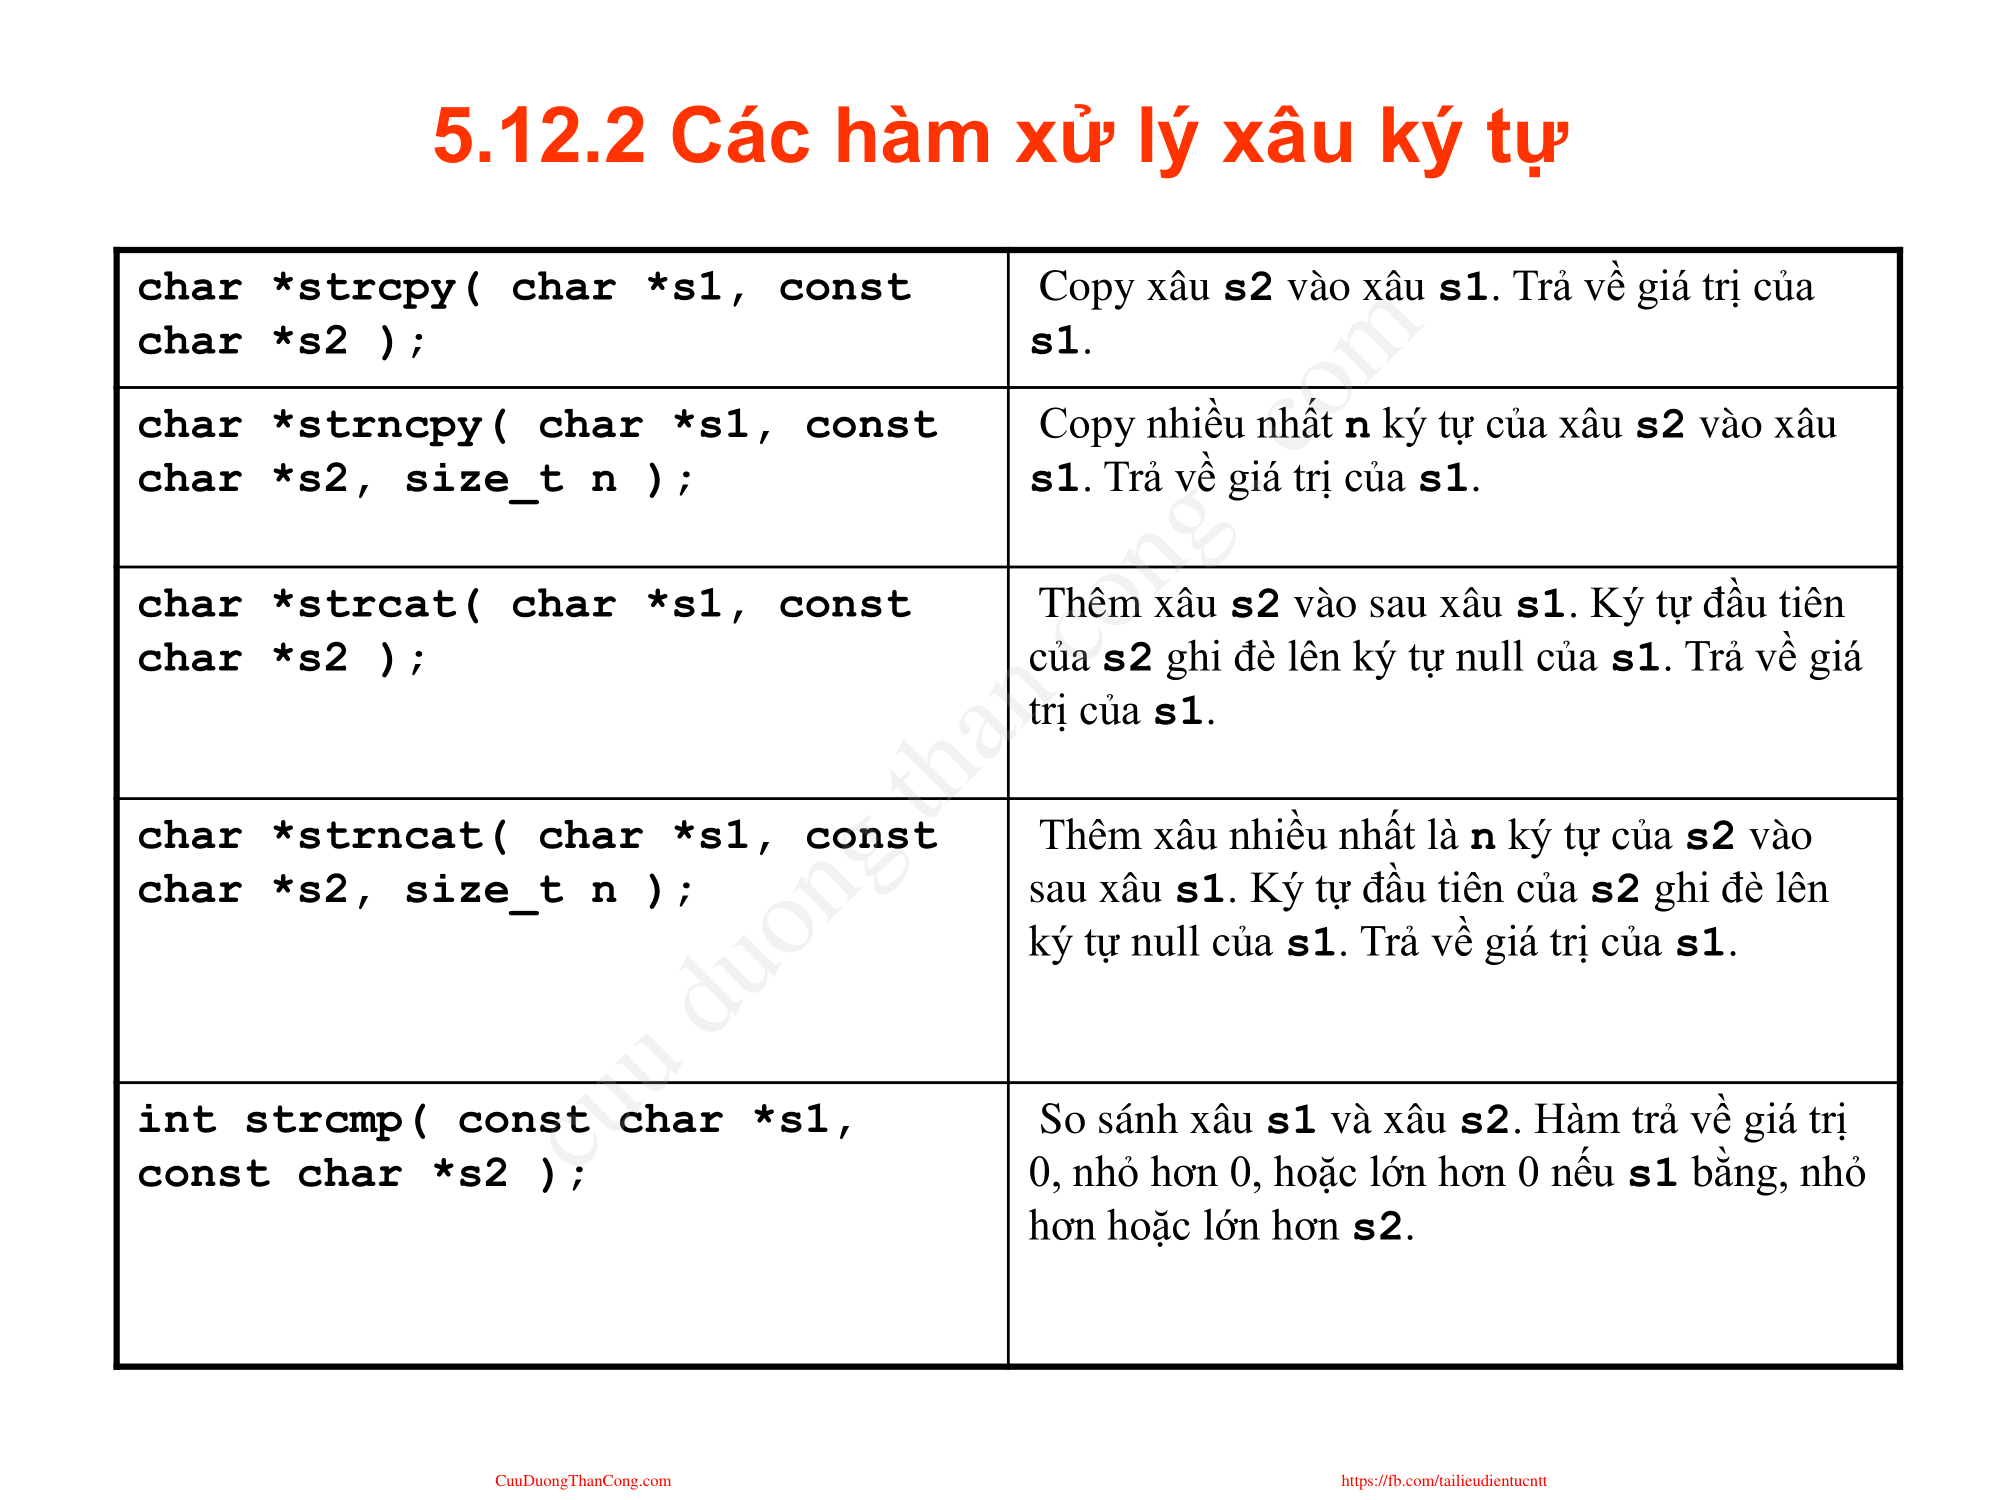 5.12.2 Các hàm xử lý xâu ký tự
char *strcpy( char *s1, const
char *s2 );
Copy xâu s2 vào xâu s1. Trả về giá trị của
s1.
char *strncpy( char *s1, const
char *s2, size_t n );
Copy nhiều nhất n ký tự của xâu s2 vào xâu
s1. Trả về giá trị của s1.
char *strcat( char *s1, const
char *s2 );
Thêm xâu s2 vào sau xâu s1. Ký tự đầu tiên
của s2 ghi đè lên ký tự null của s1. Trả về giá
trị của s1.
char *strncat( char *s1, const
char *s2, size_t n );
Thêm xâu nhiều nhất là n ký tự của s2 vào
sau xâu s1. Ký tự đầu tiên của s2 ghi đè lên
ký tự null của s1. Trả về giá trị của s1.
int strcmp( const char *s1,
const char *s2 );
So sánh xâu s1 và xâu s2. Hàm trả về giá trị
0, nhỏ hơn 0, hoặc lớn hơn 0 nếu s1 bằng, nhỏ
hơn hoặc lớn hơn s2.
cuu duong than cong . com
CuuDuongThanCong.com
https://fb.com/tailieudientucntt